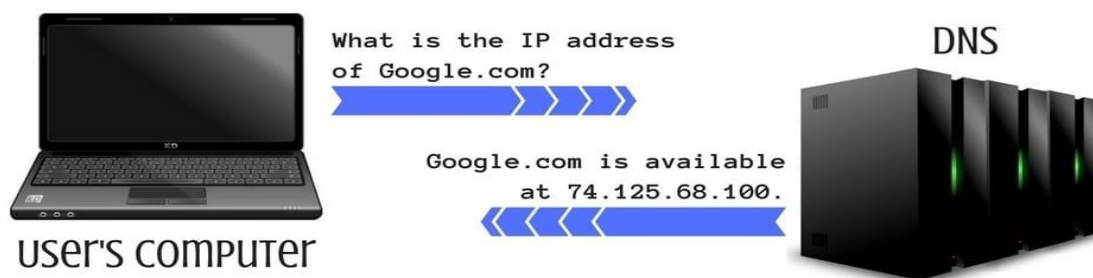 What is the IP address
of Google.com?
DNS
Google.com is available
at 74.125.68.100.
USER'S COMPUTER